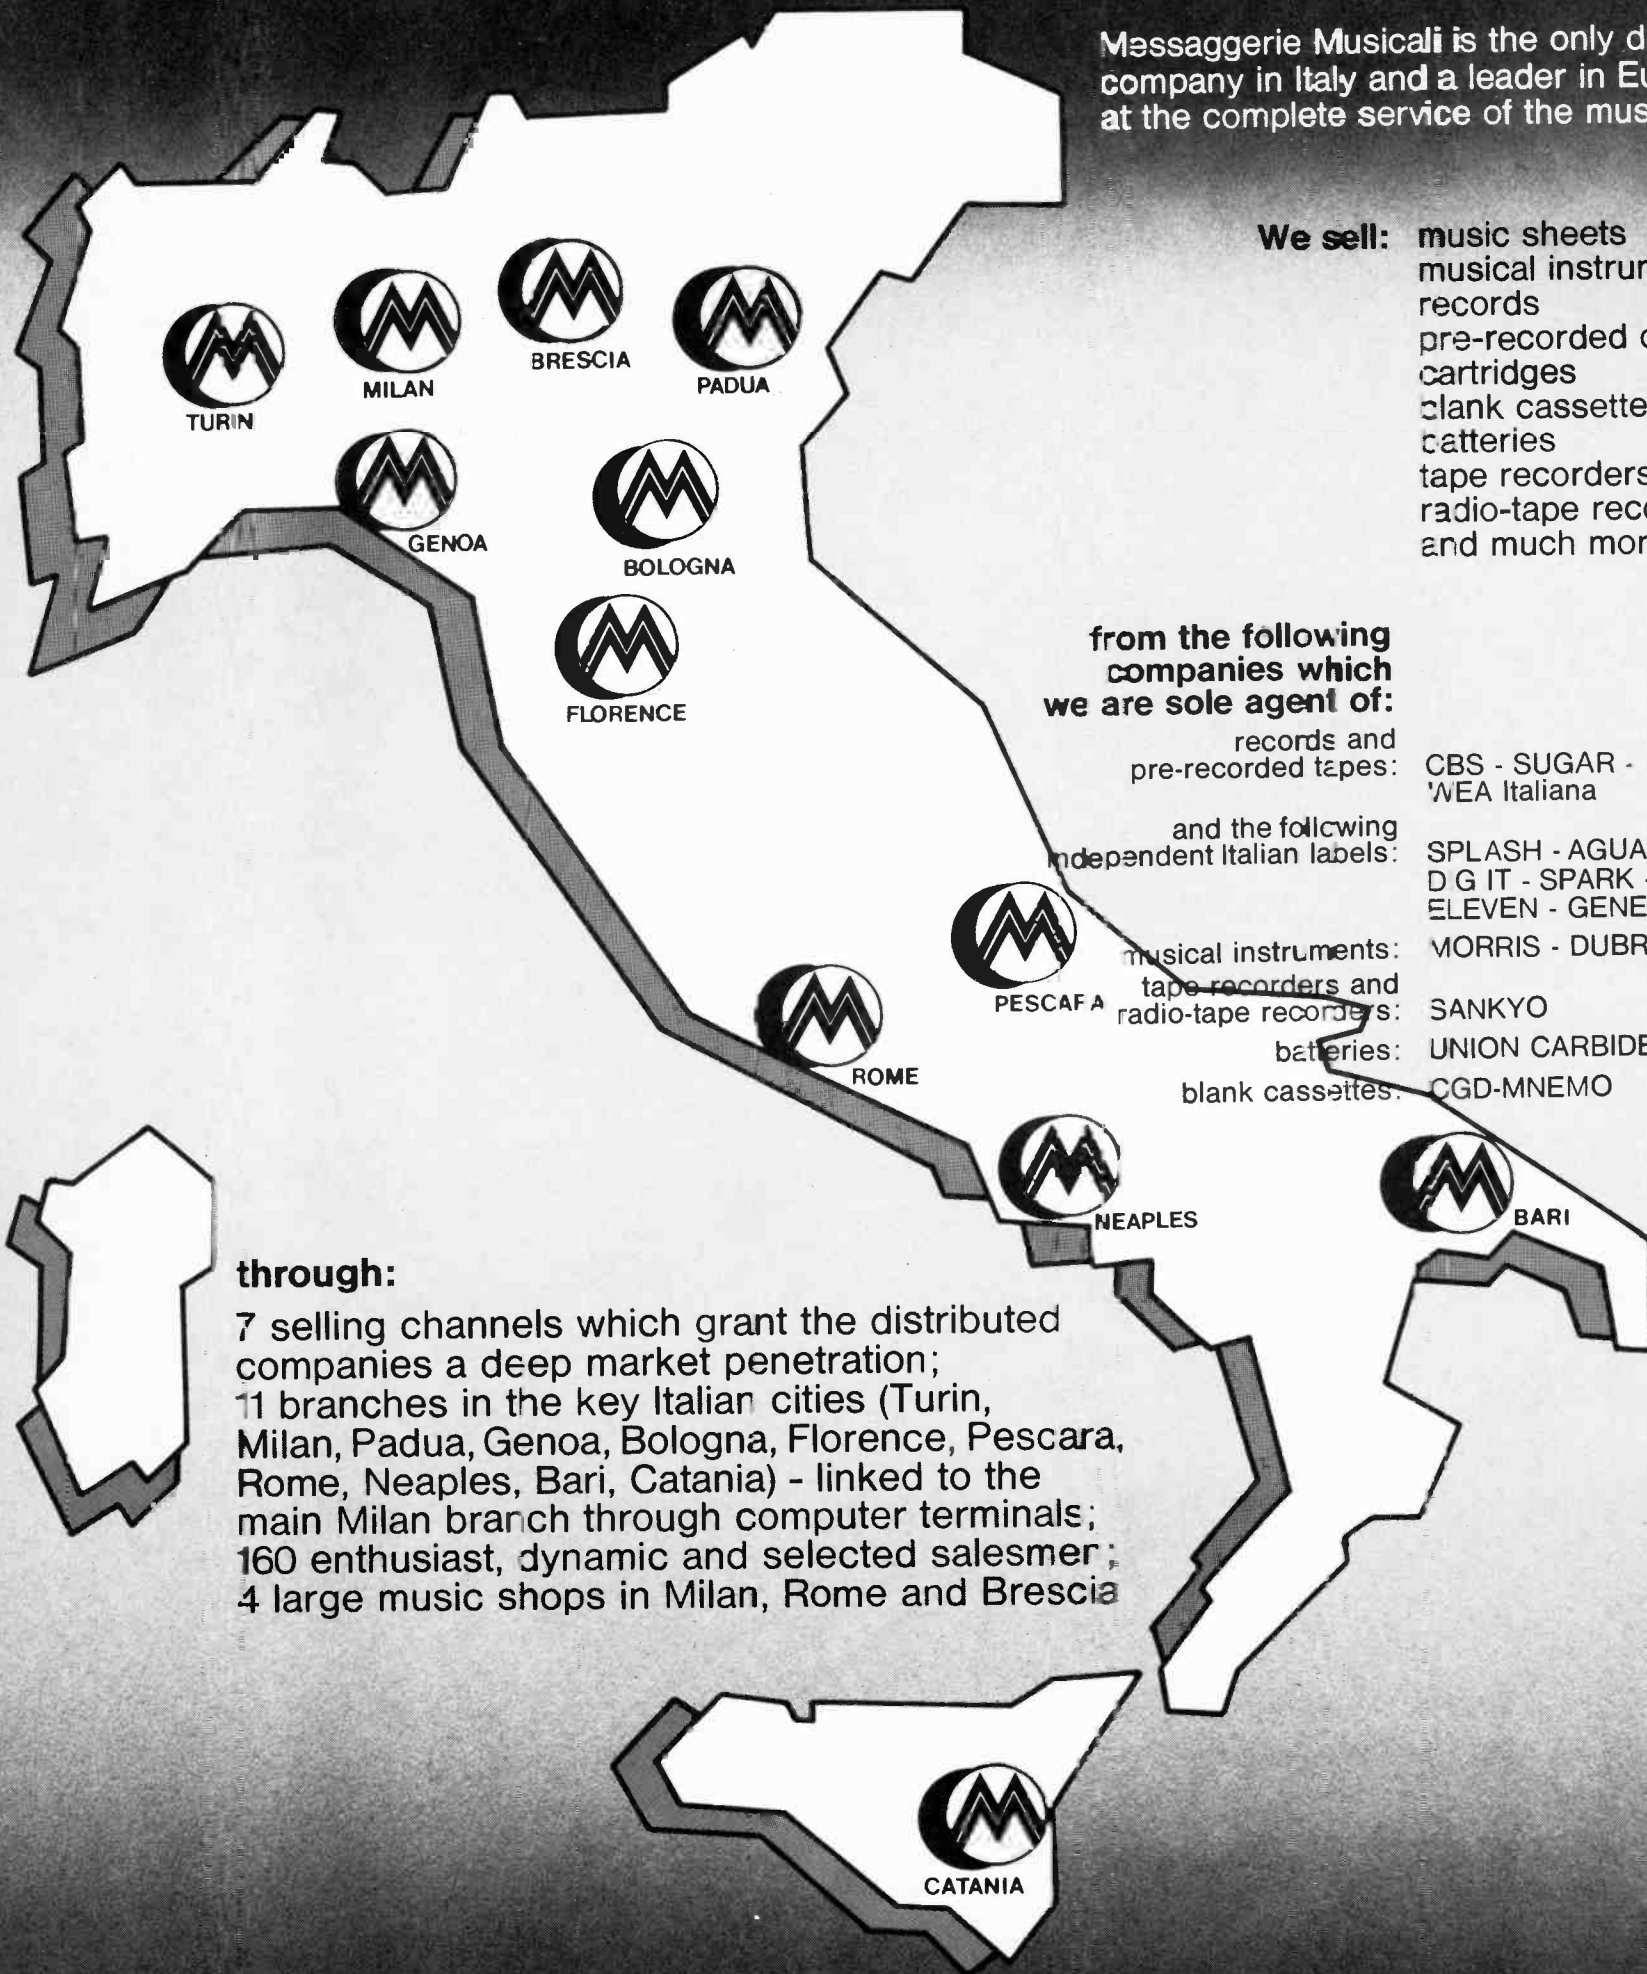 Messaggerie Musicali is the only d
company in Italy and a leader in Eu
at the complete service of the mus
We sell: music sheets
musical instrur
records
pre-recorded c
cartridges
clank cassette
batteries
tape recorders
radio-tape reco
and much mor
TURIN
MILAN
BRESCIA
PADUA
GENOA
BOLOGNA
FLORENCE
from the following
companies which
we are sole agent of:
records and
pre-recorded tapes: CBS - SUGAR -
WEA Italiana
and the following
independent Italian labels: SPLASH - AGUA
D G IT - SPARK -
ELEVEN - GENE
musical instruments: MORRIS - DUBR
tape recorders and
radio-tape recorders: SANKYO
batteries: UNION CARBIDE
blank cassettes: CGD-MNEMO
PESCARA
ROME
NEAPLES
BARI
through:
7 selling channels which grant the distributed
companies a deep market penetration;
11 branches in the key Italian cities (Turin,
Milan, Padua, Genoa, Bologna, Florence, Pescara,
Rome, Neaples, Bari, Catania) - linked to the
main Milan branch through computer terminals;
160 enthusiast, dynamic and selected salesmen;
4 large music shops in Milan, Rome and Brescia
CATANIA